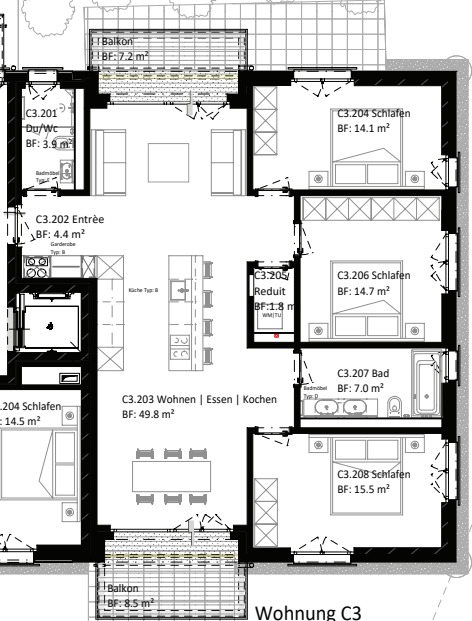 Balkon
BF: 7.2 m²
C3.201
Du/Wc
BF: 3.9 m²
Badmöbel
C3.204 Schlafen
BF: 14.1 m²
C3.202 Entrèe
BF: 4.4 m²
Garderobe
Typ: B
Küche Typ: B
C3.205
Reduit
BF:1.8 m
WM|TU
C3.206 Schlafen
BF: 14.7 m²
C3.207 Bad
BF: 7.0 m²
Badmöbel
Typ: D
C3.203 Wohnen | Essen | Kochen
BF: 49.8 m²
.204 Schlafen
: 14.5 m²
C3.208 Schlafen
BF: 15.5 m²
Balkon
BF: 8.5 m²
Wohnung C3